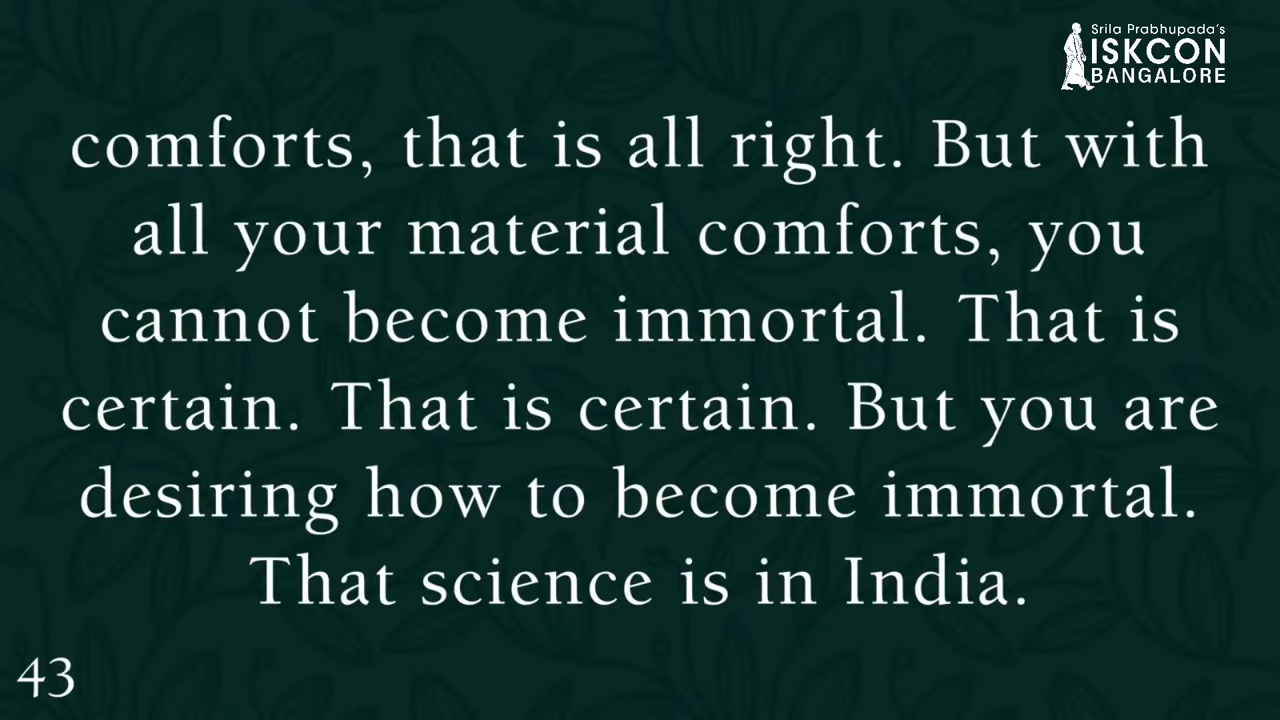 Srila Prabhupada's
ISKCON
BANGALORE
comforts, that is all right. But with
all your material comforts, you
cannot become immortal. That is
certain. That is certain. But you are
desiring how to become immortal.
That science is in India.
43